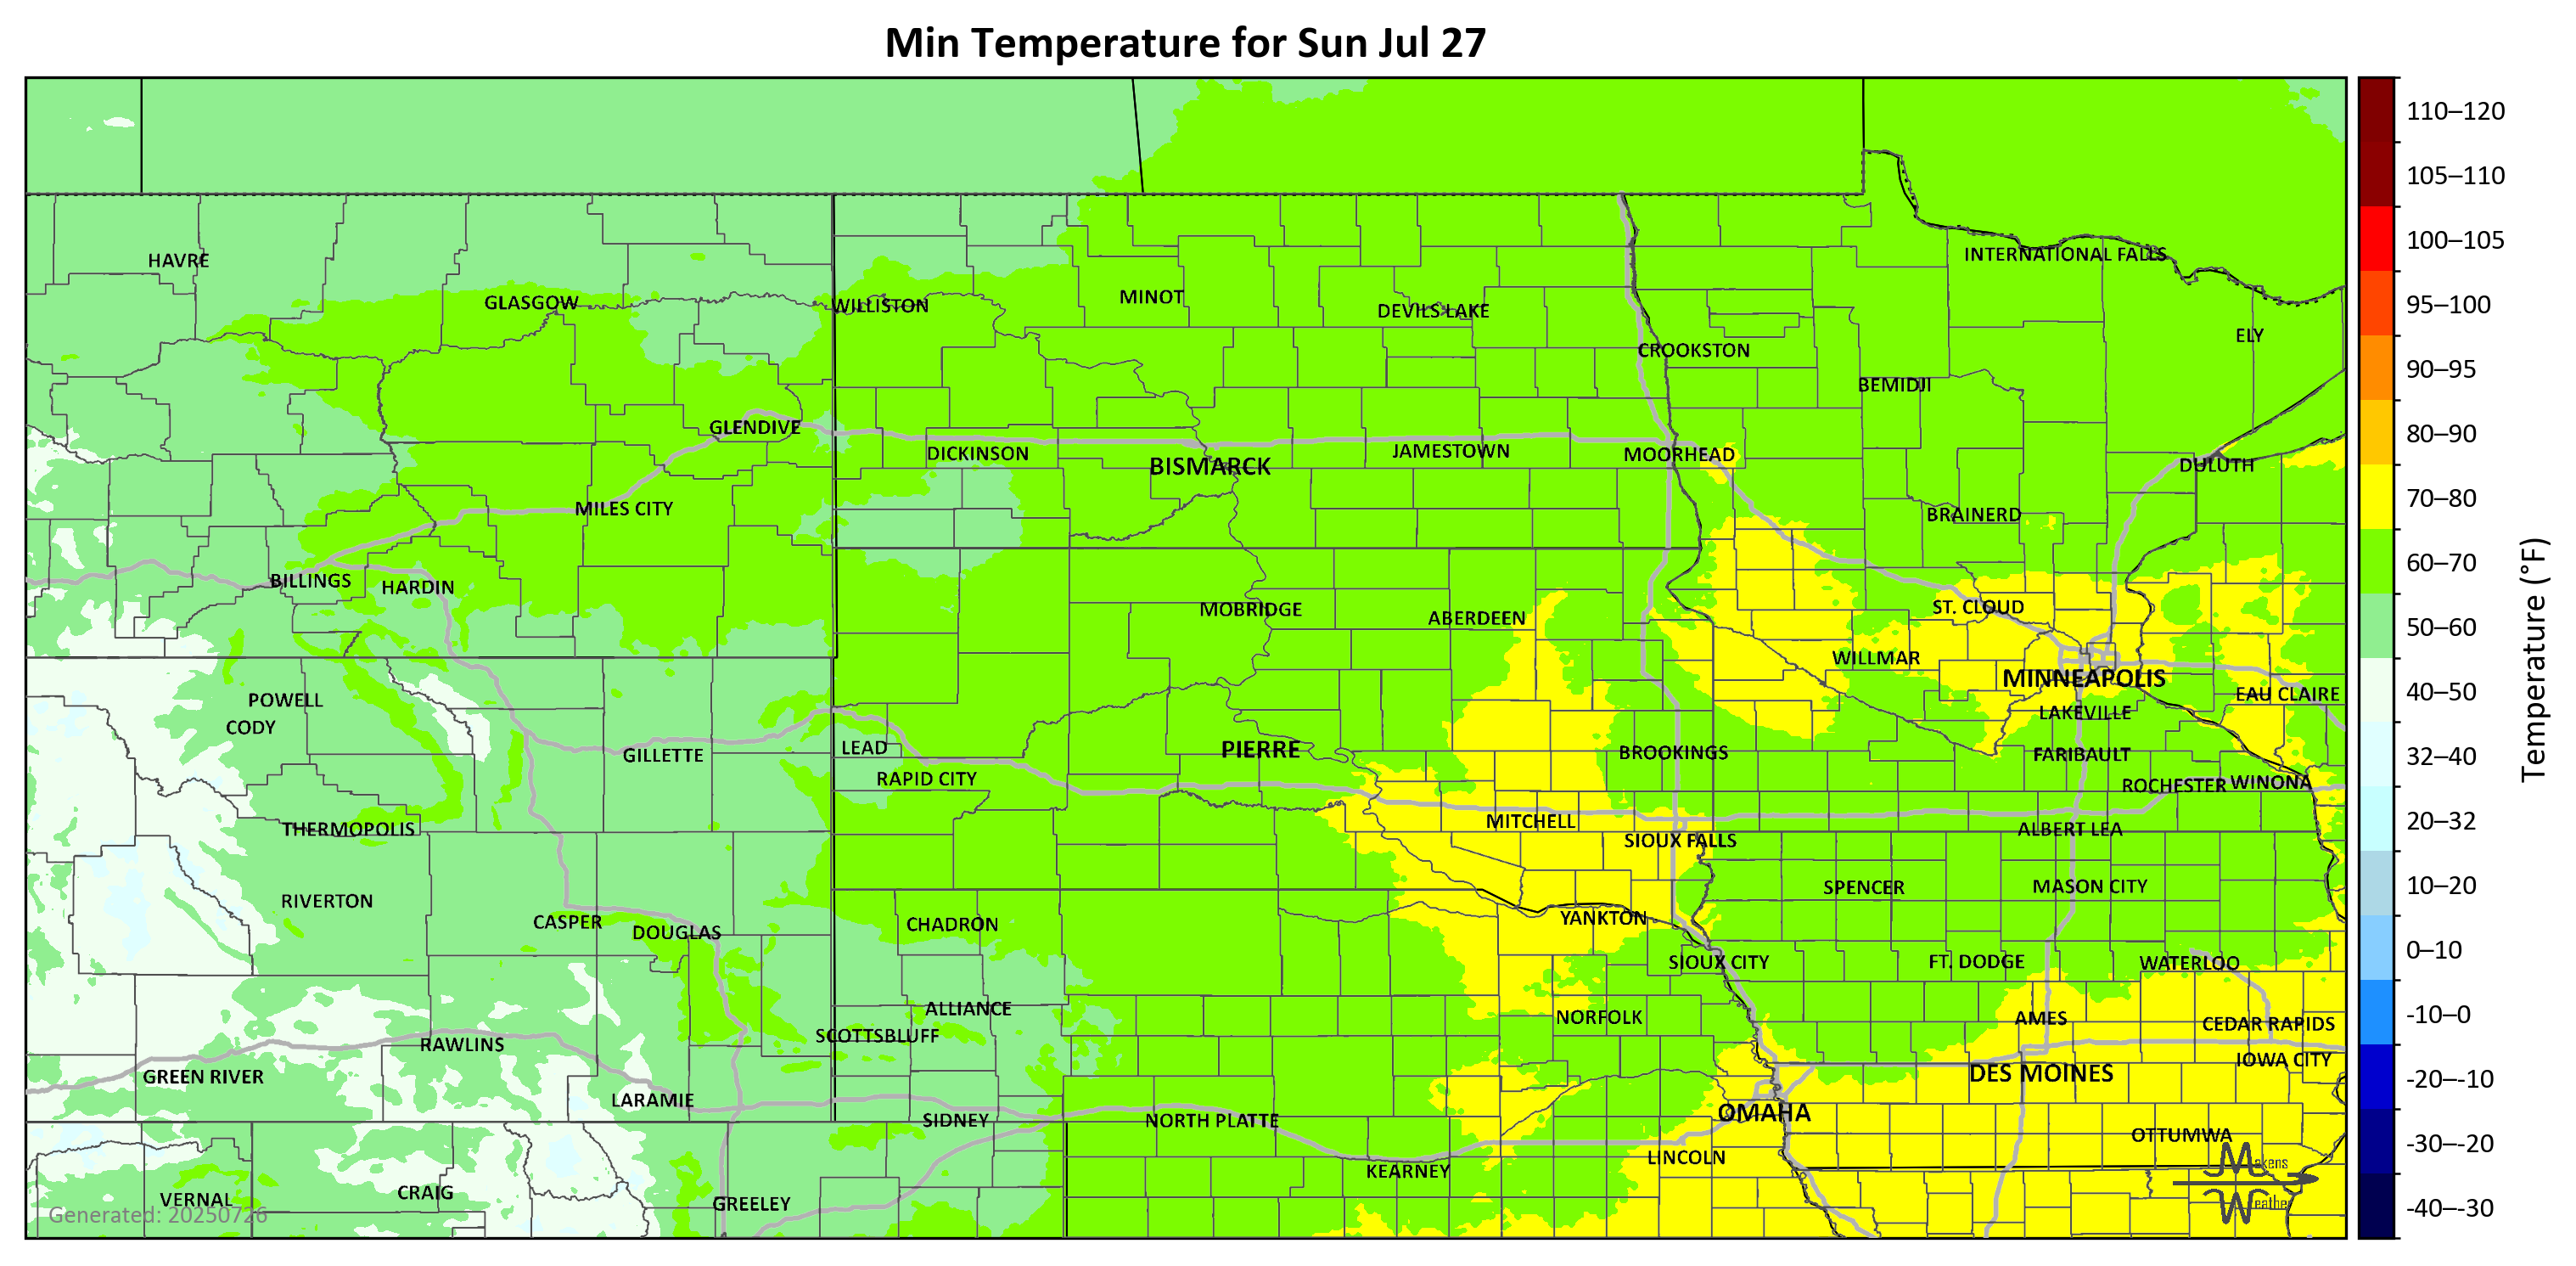 Min Temperature for Sun Jul 27
110–120
105–110
100–105
95–100
90–95
80–90
70–80
60–70
50–60
40–50
32–40
20–32
10–20
0–10
-10–0
-20–-10
-30–-20
-40–-30
Temperature (°F)
HAVRE
INTERNATIONAL FALLS
GLASGOW
WILLISTON
MINOT
DEVILS LAKE
ELY
CROOKSTON
BEMIDJI
GLENDIVE
DICKINSON
BISMARCK
JAMESTOWN
MOORHEAD
DULUTH
MILES CITY
BRAINERD
BILLINGS
HARDIN
MOBRIDGE
ABERDEEN
ST. CLOUD
WILLMAR
MINNEAPOLIS
POWELL
EAU CLAIRE
CODY
LAKEVILLE
GILLETTE
LEAD
PIERRE
BROOKINGS
FARIBAULT
RAPID CITY
ROCHESTER
WINONA
THERMOPOLIS
MITCHELL
SIOUX FALLS
ALBERT LEA
RIVERTON
SPENCER
MASON CITY
CASPER
DOUGLAS
CHADRON
YANKTON
SIOUX CITY
FT. DODGE
WATERLOO
ALLIANCE
SCOTTSBLUFF
NORFOLK
AMES
CEDAR RAPIDS
RAWLINS
IOWA CITY
GREEN RIVER
DES MOINES
LARAMIE
SIDNEY
NORTH PLATTE
OMAHA
OTTUMWA
KEARNEY
LINCOLN
VERNAL
CRAIG
GREELEY
Generated: 20250726
Makens
Weather